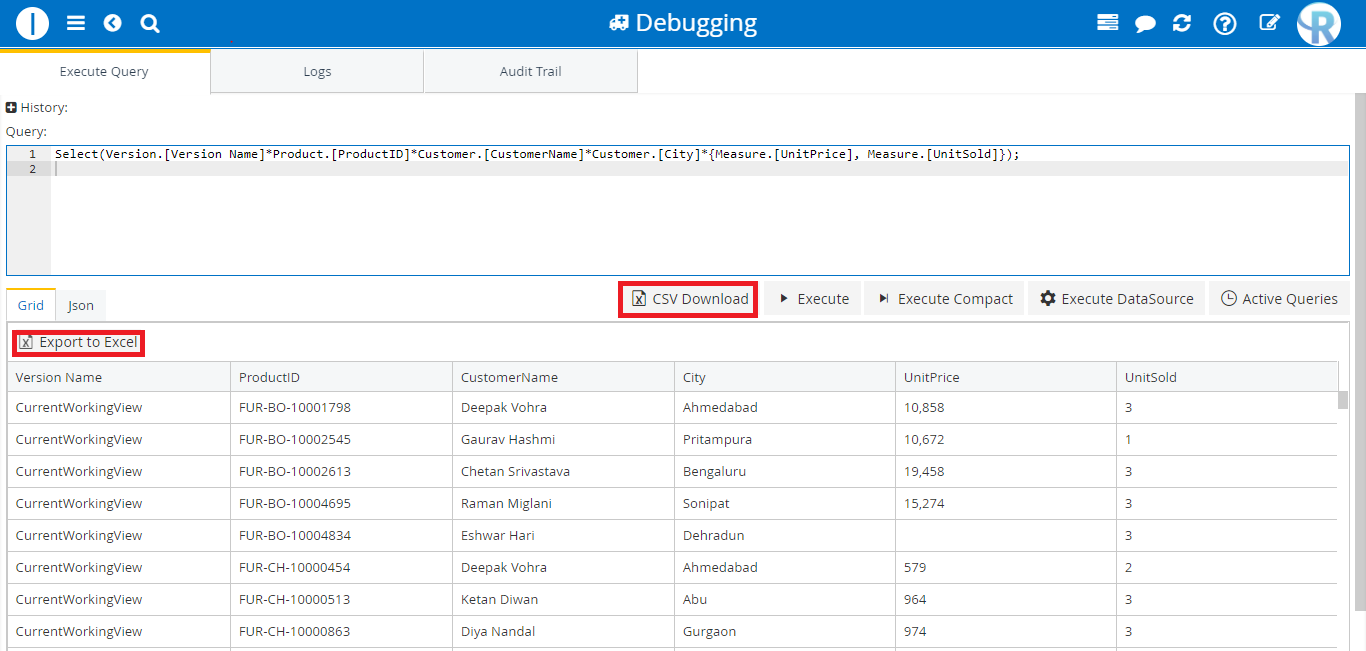 Debugging
R
Execute Query Logs Audit Trail
History:
Query:
1 Select(Version.[Version Name]*Product.[ProductID]*Customer.[CustomerName]*Customer.[City]*{Measure.[UnitPrice], Measure.[UnitSold]});
2
Grid Json CSV Download Execute Execute Compact Execute DataSource Active Queries
Export to Excel
Version Name ProductID CustomerName City UnitPrice UnitSold
CurrentWorkingView FUR-BO-10001798 Deepak Vohra Ahmedabad 10,858 3
CurrentWorkingView FUR-BO-10002545 Gaurav Hashmi Pritampura 10,672 1
CurrentWorkingView FUR-BO-10002613 Chetan Srivastava Bengaluru 19,458 3
CurrentWorkingView FUR-BO-10004695 Raman Miglani Sonipat 15,274 3
CurrentWorkingView FUR-BO-10004834 Eshwar Hari Dehradun 3
CurrentWorkingView FUR-CH-10000454 Deepak Vohra Ahmedabad 579 2
CurrentWorkingView FUR-CH-10000513 Ketan Diwan Abu 964 3
CurrentWorkingView FUR-CH-10000863 Diya Nandal Gurgaon 974 3